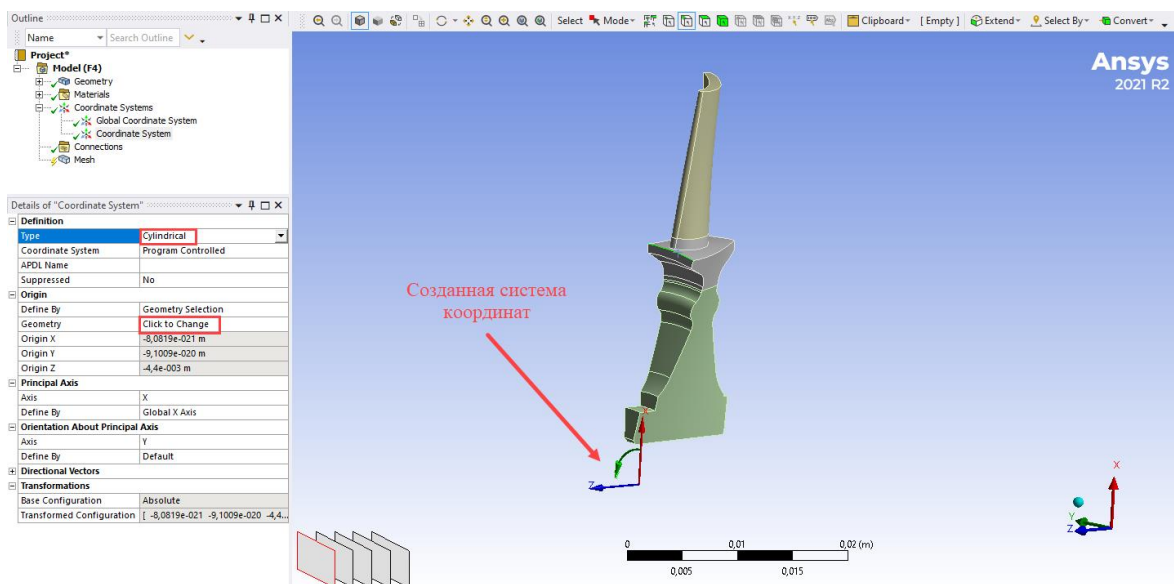 Outline
Select Mode Clipboard [ Empty ] Extend Select By Convert
Name Search Outline
Project*
Model (F4)
Geometry
Materials
Coordinate Systems
Global Coordinate System
Coordinate System
Connections
Mesh
Details of "Coordinate System"
Definition
Type Cylindrical
Coordinate System Program Controlled
APDL Name
Suppressed No
Origin
Define By Geometry Selection
Geometry Click to Change
Origin X -8,0819e-021 m
Origin Y -9,1009e-020 m
Origin Z -4,4e-003 m
Principal Axis
Axis X
Define By Global X Axis
Orientation About Principal Axis
Axis Y
Define By Default
Directional Vectors
Transformations
Base Configuration Absolute
Transformed Configuration [ -8,0819e-021 -9,1009e-020 -4,4...
Ansys
2021 R2
Созданная система
координат
X
Z
X
Y
Z
0 0,01 0,02 (m)
0,005 0,015